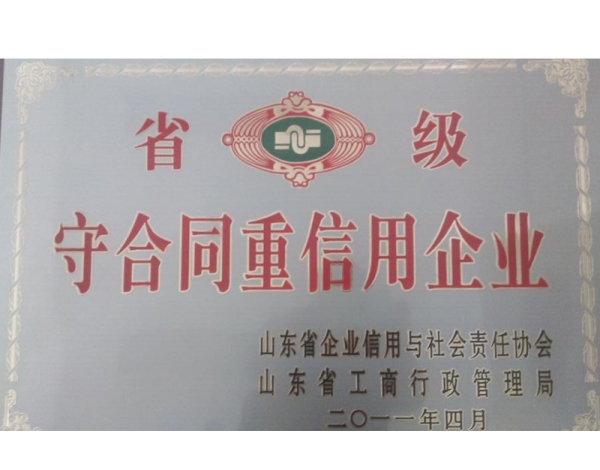 省级
守合同重信用企业
山东省企业信用与社会责任协会
山东省工商行政管理局
二〇一一年四月